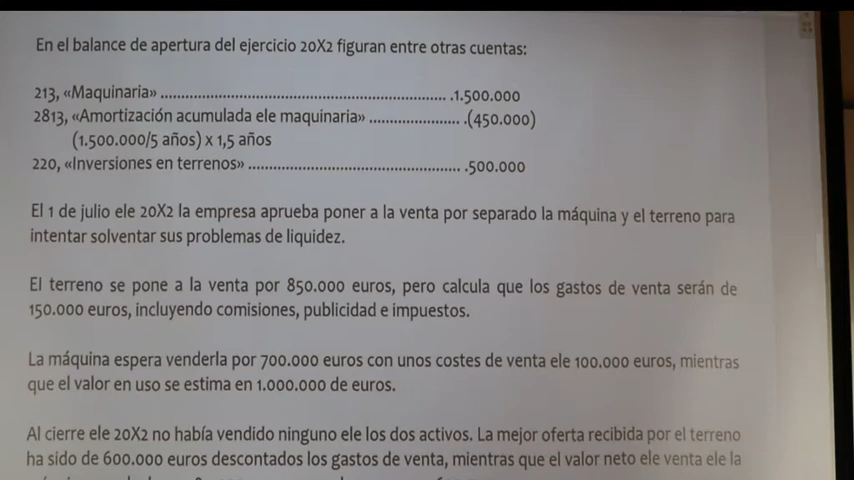 En el balance de apertura del ejercicio 20X2 figuran entre otras cuentas:
213, «Maquinaria» .................................................................... .1.500.000
2813, «Amortización acumulada ele maquinaria» ...................... .(450.000)
(1.500.000/5 años) x 1,5 años
220, «Inversiones en terrenos» ................................................... .500.000
El 1 de julio ele 20X2 la empresa aprueba poner a la venta por separado la máquina y el terreno para
intentar solventar sus problemas de liquidez.
El terreno se pone a la venta por 850.000 euros, pero calcula que los gastos de venta serán de
150.000 euros, incluyendo comisiones, publicidad e impuestos.
La máquina espera venderla por 700.000 euros con unos costes de venta ele 100.000 euros, mientras
que el valor en uso se estima en 1.000.000 de euros.
Al cierre ele 20X2 no había vendido ninguno ele los dos activos. La mejor oferta recibida por el terreno
ha sido de 600.000 euros descontados los gastos de venta, mientras que el valor neto ele venta ele la